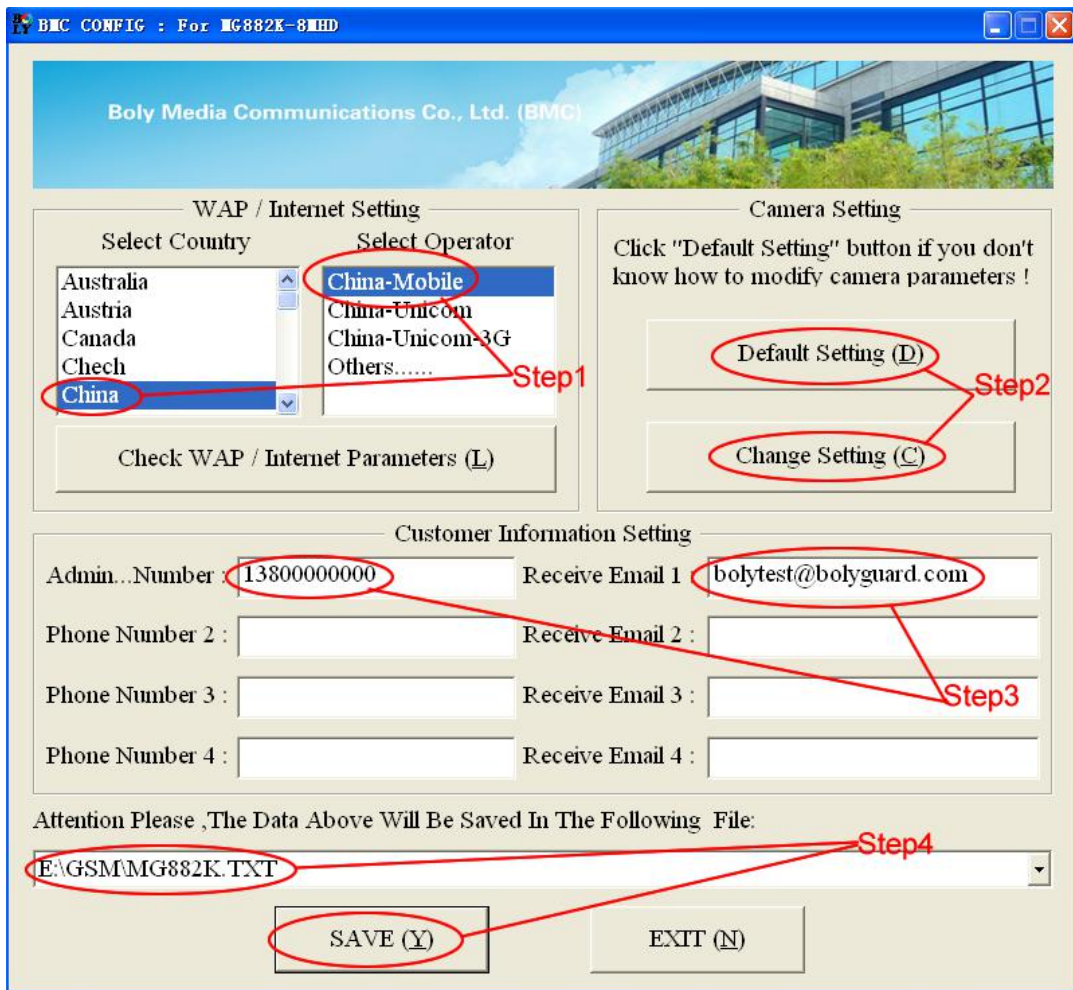 BMC CONFIG : For MG882K-8MHD
Boly Media Communications Co., Ltd. (BMC)
WAP / Internet Setting
Select Country
Select Operator
Australia
Austria
Canada
Chech
China
China-Mobile
China-Unicom
China-Unicom-3G
Others......
Step1
Check WAP / Internet Parameters (L)
Camera Setting
Click "Default Setting" button if you don't
know how to modify camera parameters !
Default Setting (D)
Step2
Change Setting (C)
Customer Information Setting
Admin...Number : 13800000000
Receive Email 1 : bolytest@bolyguard.com
Phone Number 2 :
Receive Email 2 :
Phone Number 3 :
Receive Email 3 :
Step3
Phone Number 4 :
Receive Email 4 :
Attention Please ,The Data Above Will Be Saved In The Following File:
Step4
E:\GSM\MG882K.TXT
SAVE (Y)
EXIT (N)